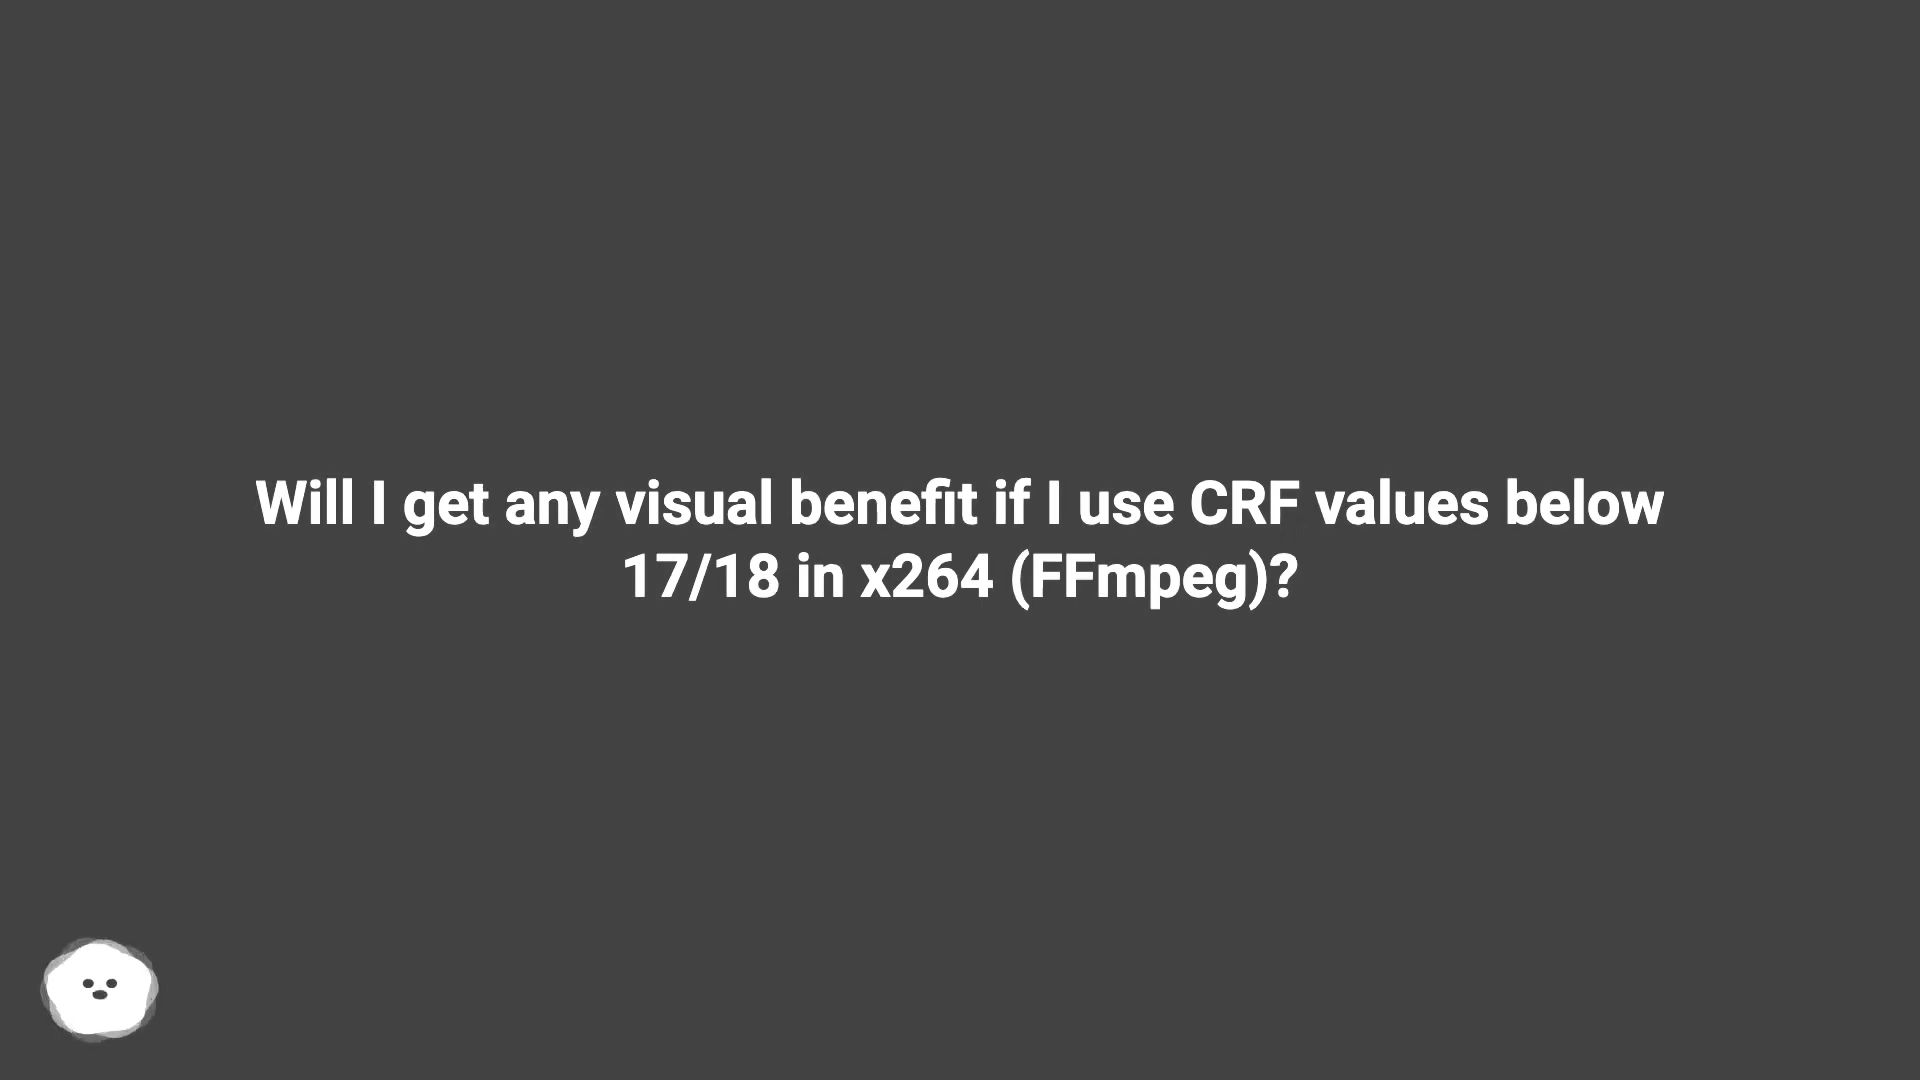 Will I get any visual benefit if I use CRF values below
17/18 in x264 (FFmpeg)?